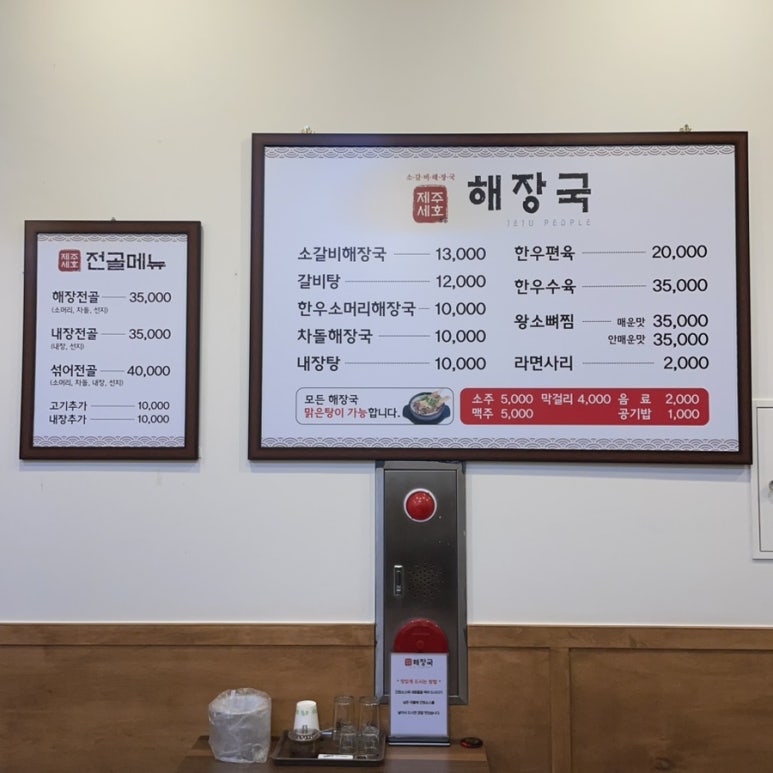 제주
세호
전골메뉴
해장전골 35,000
(소머리, 차돌, 선지)
내장전골 35,000
(내장, 선지)
섞어전골 40,000
(소머리, 차돌, 내장, 선지)
고기추가 10,000
내장추가 10,000
소·갈·비·해·장·국
제주
세호
해장국
JEJU PEOPLE
소갈비해장국 13,000
갈비탕 12,000
한우소머리해장국 10,000
차돌해장국 10,000
내장탕 10,000
한우편육 20,000
한우수육 35,000
왕소뼈찜 매운맛 35,000
안매운맛 35,000
라면사리 2,000
모든 해장국
맑은탕이 가능합니다.
소주 5,000 막걸리 4,000 음료 2,000
맥주 5,000 공기밥 1,000
해장국
* 맛있게 드시는 방법 *